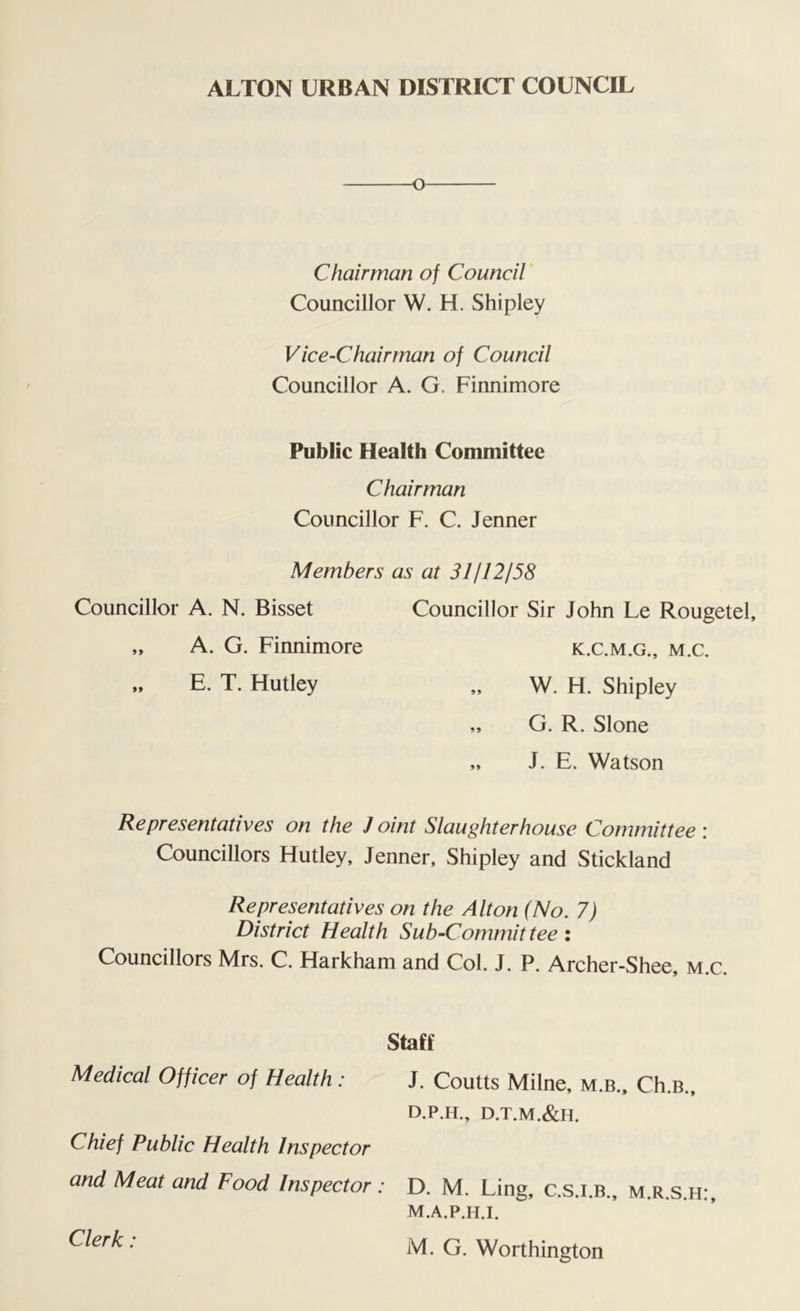 ALTON URBAN DISTRICT COUNCIL
Chairman of Council
Councillor W. H. Shipley
Vice-Chairman of Council
Councillor A. G. Finnimore
Public Health Committee
Chairman
Councillor F. C. Jenner
Members as at 31/12/58
Councillor A. N. Bisset
„ A. G. Finnimore
„ E. T. Hutley
Councillor Sir John Le Rougetel,
K.C.M.G., M.C.
„ W. H. Shipley
„ G. R. Slone
„ J. E. Watson
Representatives on the Joint Slaughterhouse Committee :
Councillors Hutley, Jenner, Shipley and Stickland
Representatives on the Alton (No. 7)
District Health Sub-Committee :
Councillors Mrs. C. Harkham and Col. J. P. Archer-Shee, M.C.
Staff
Medical Officer of Health : J. Coutts Milne, M.B., Ch.B.,
D.P.H., D.T.M.&H.
Chief Public Health Inspector
and Meat and Food Inspector : D. M. Ling, C.S.I.B., M.R.S.H:,
M.A.P.H.I.
Clerk : M. G. Worthington